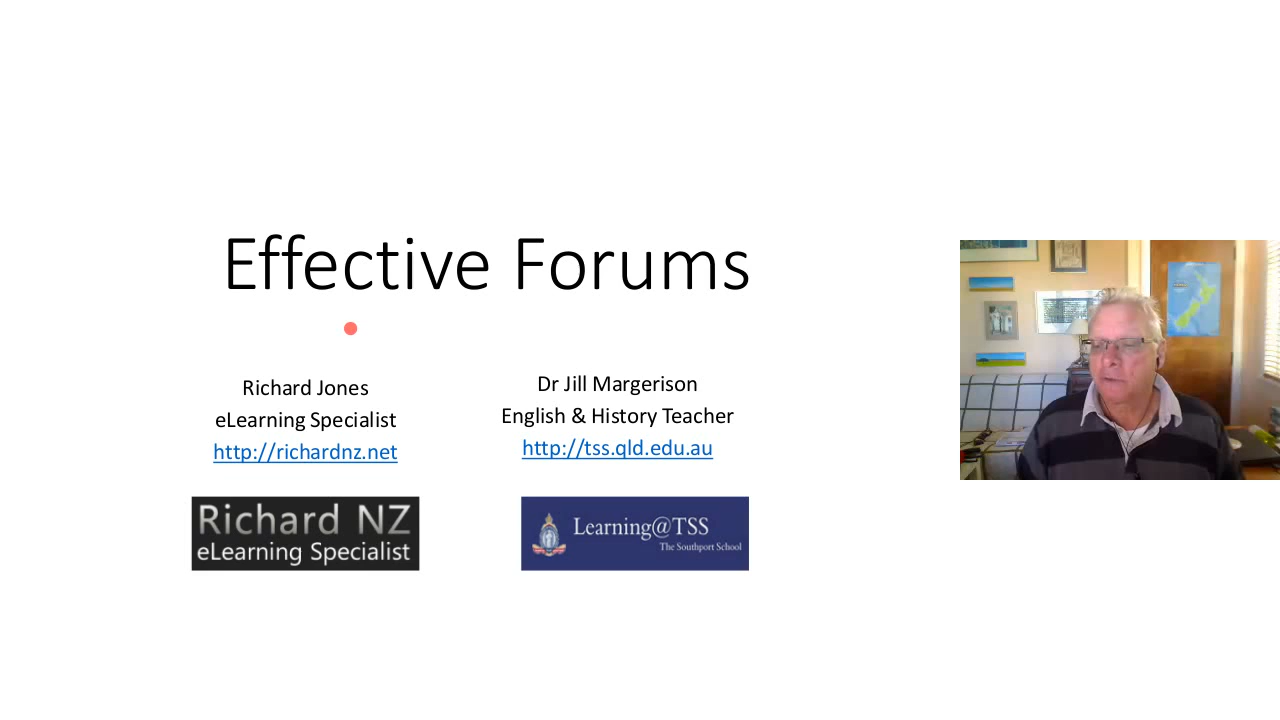 Effective Forums
Richard Jones
eLearning Specialist
http://richardnz.net
Dr Jill Margerison
English & History Teacher
http://tss.qld.edu.au
Richard NZ
eLearning Specialist
Learning@TSS
The Southport School